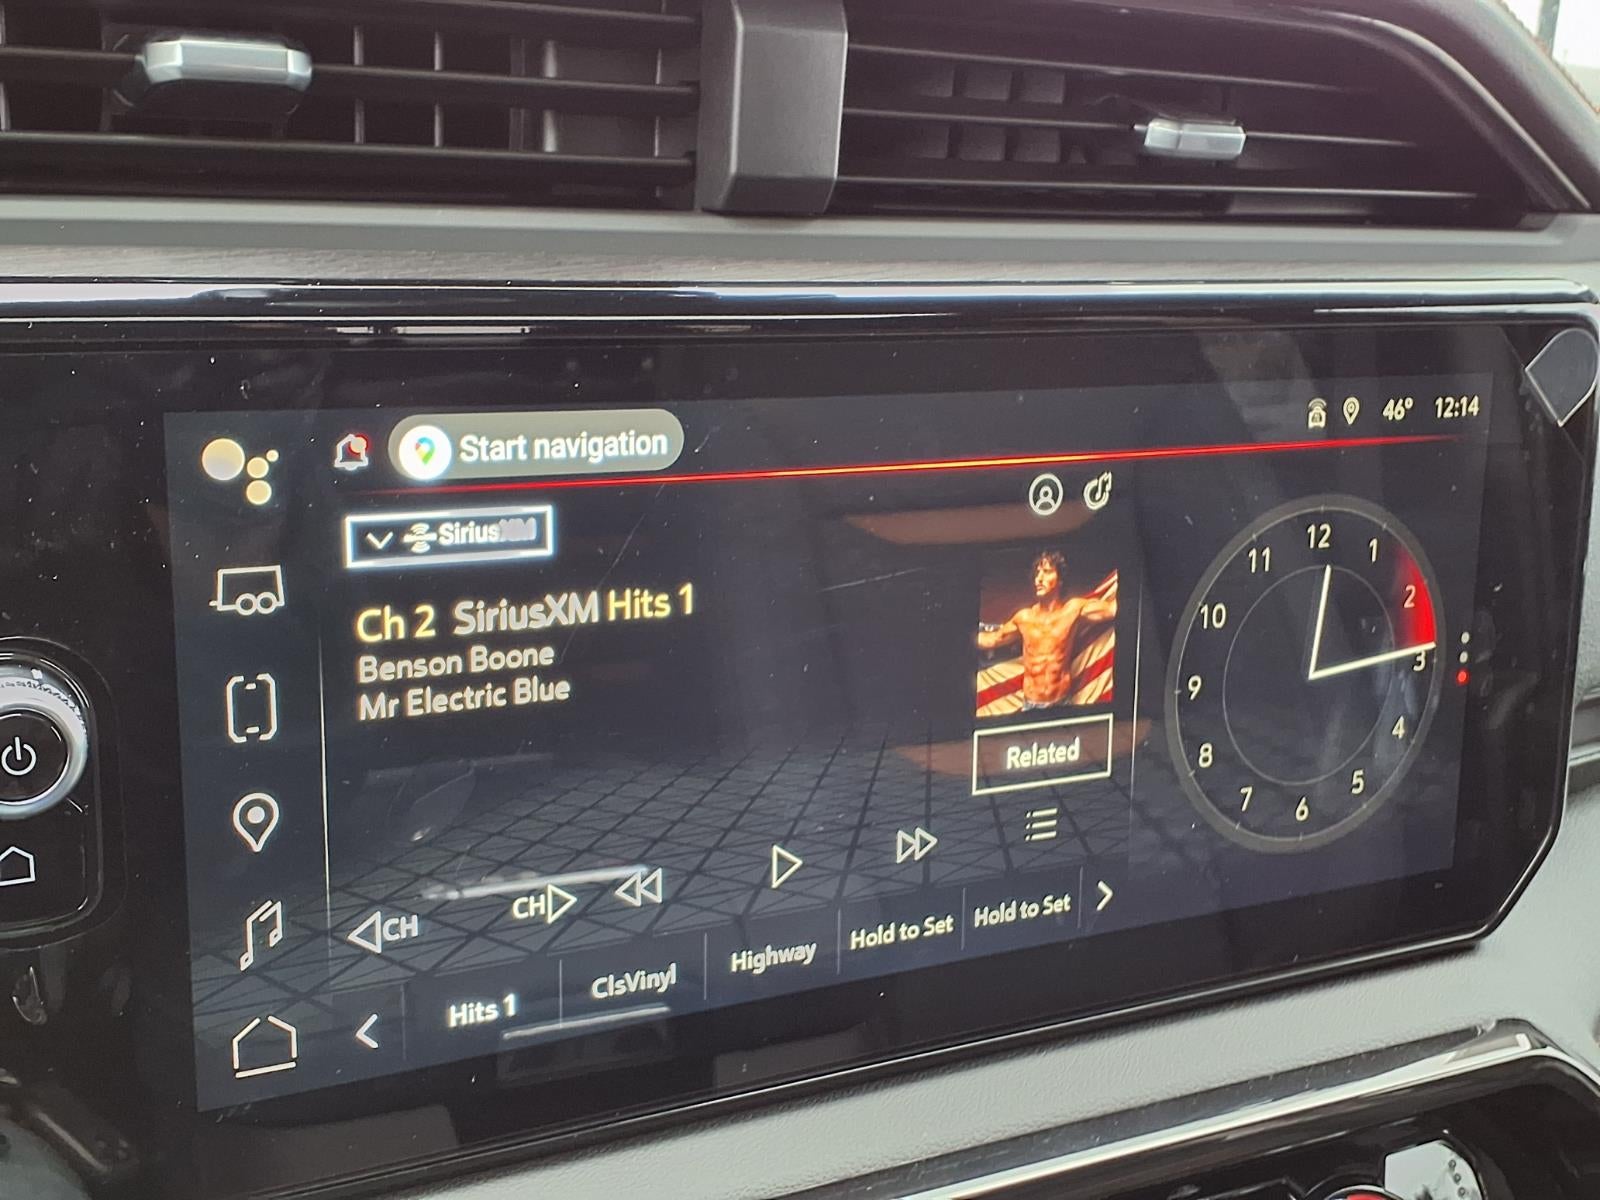 Start navigation
46° 12:14
SiriusXM
Ch 2 SiriusXM Hits 1
Benson Boone
Mr Electric Blue
Related
CH
CH
Hits 1
ClsVinyl
Highway
Hold to Set
Hold to Set
12
1
2
3
4
5
6
7
8
9
10
11